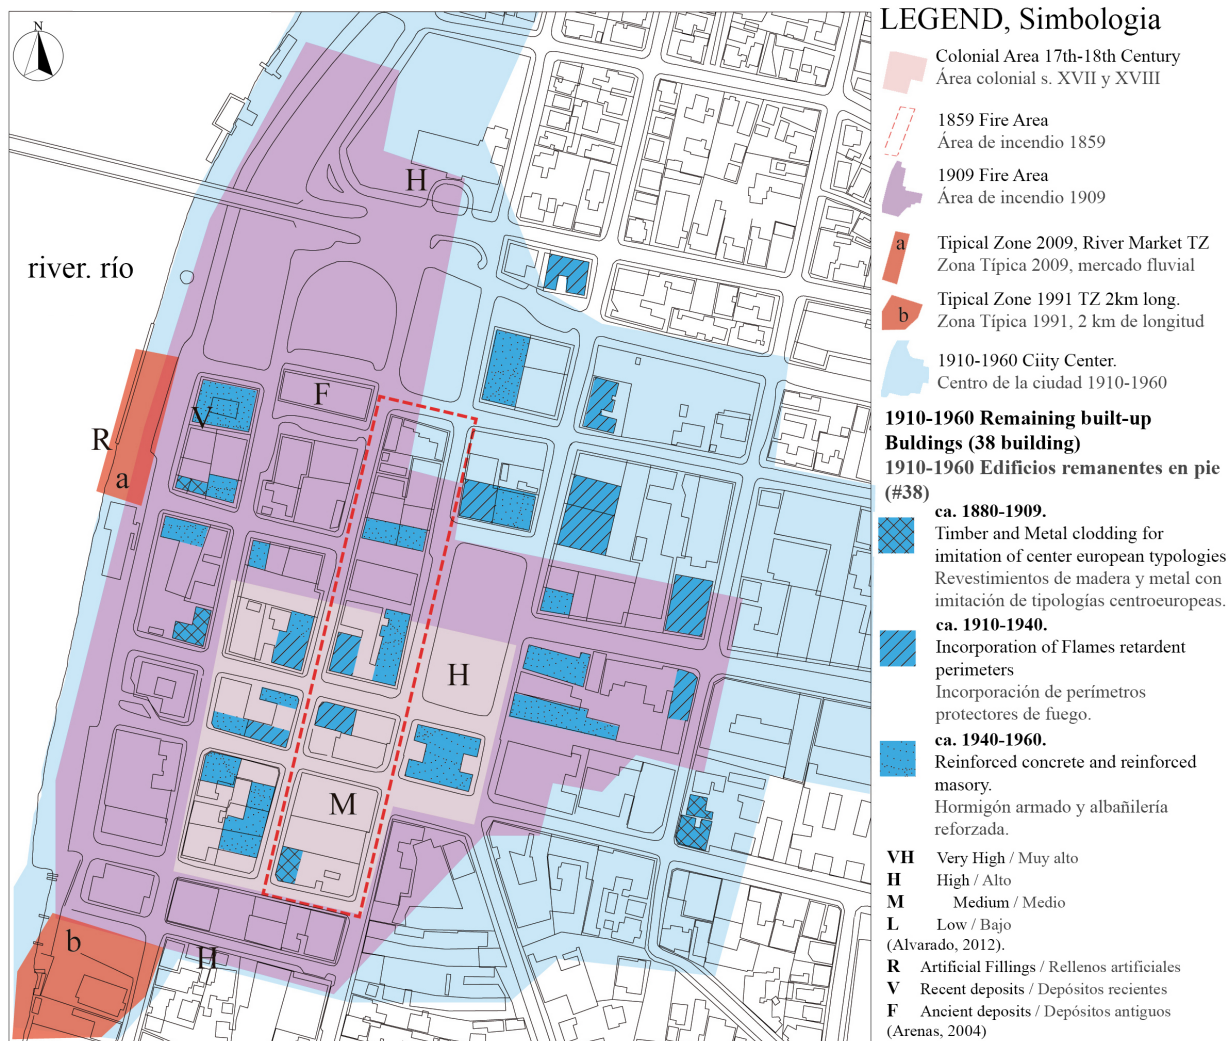 N
H
river. río
F
V
R
a
H
M
b
H
LEGEND, Simbologia
Colonial Area 17th-18th Century
Área colonial s. XVII y XVIII
1859 Fire Area
Área de incendio 1859
1909 Fire Area
Área de incendio 1909
a
Tipical Zone 2009, River Market TZ
Zona Típica 2009, mercado fluvial
b
Tipical Zone 1991 TZ 2km long.
Zona Típica 1991, 2 km de longitud
1910-1960 Ciity Center.
Centro de la ciudad 1910-1960
1910-1960 Remaining built-up
Buldings (38 building)
1910-1960 Edificios remanentes en pie
(#38)
ca. 1880-1909.
Timber and Metal clodding for
imitation of center european typologies
Revestimientos de madera y metal con
imitación de tipologías centroeuropeas.
ca. 1910-1940.
Incorporation of Flames retardent
perimeters
Incorporación de perímetros
protectores de fuego.
ca. 1940-1960.
Reinforced concrete and reinforced
masory.
Hormigón armado y albañilería
reforzada.
VH Very High / Muy alto
H High / Alto
M Medium / Medio
L Low / Bajo
(Alvarado, 2012).
R Artificial Fillings / Rellenos artificiales
V Recent deposits / Depósitos recientes
F Ancient deposits / Depósitos antiguos
(Arenas, 2004)